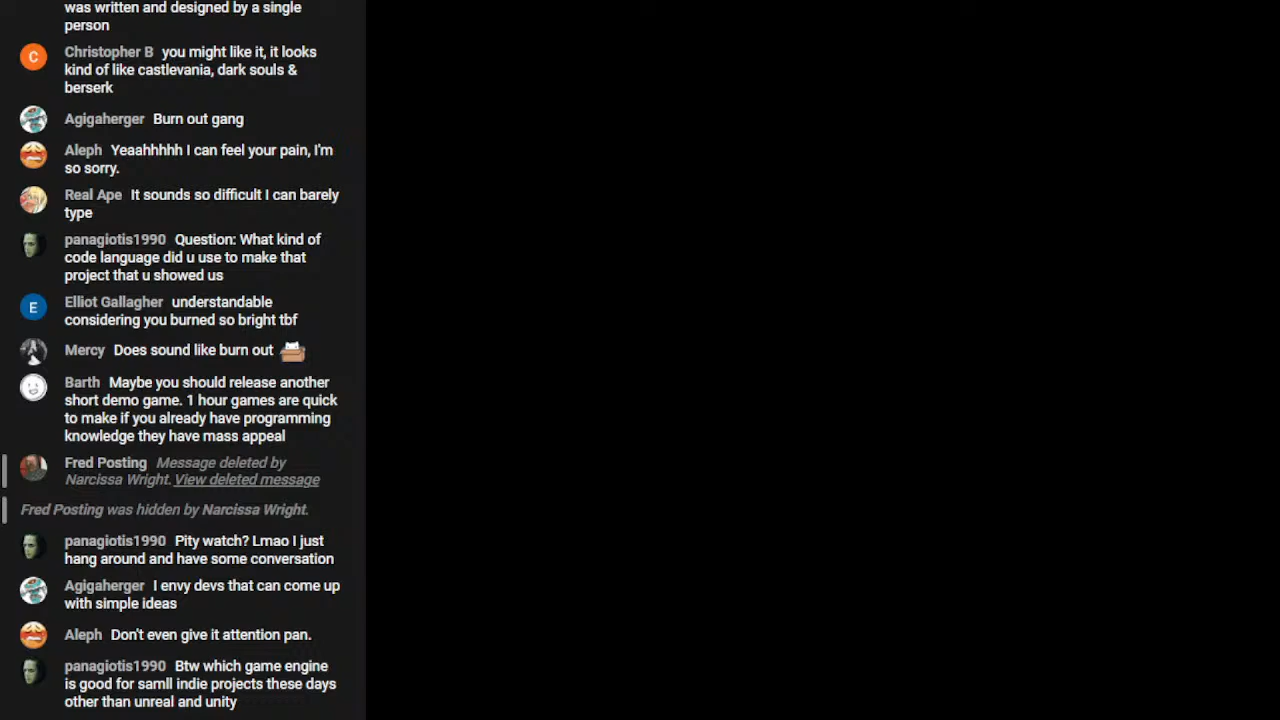 was written and designed by a single
person
C Christopher B you might like it, it looks
kind of like castlevania, dark souls &
berserk
Agigaherger Burn out gang
Aleph Yeaahhhhh I can feel your pain, I'm
so sorry.
Real Ape It sounds so difficult I can barely
type
panagiotis1990 Question: What kind of
code language did u use to make that
project that u showed us
E Elliot Gallagher understandable
considering you burned so bright tbf
Mercy Does sound like burn out
Barth Maybe you should release another
short demo game. 1 hour games are quick
to make if you already have programming
knowledge they have mass appeal
Fred Posting Message deleted by
Narcissa Wright. View deleted message
Fred Posting was hidden by Narcissa Wright.
panagiotis1990 Pity watch? Lmao I just
hang around and have some conversation
Agigaherger I envy devs that can come up
with simple ideas
Aleph Don't even give it attention pan.
panagiotis1990 Btw which game engine
is good for samll indie projects these days
other than unreal and unity